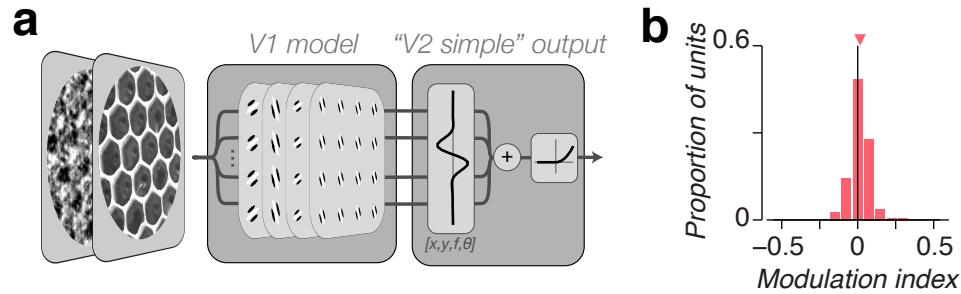 a
V1 model
“V2 simple” output
...
[x,y,f,θ]
+
b
Proportion of units
0.6
0
−0.5
0
0.5
Modulation index